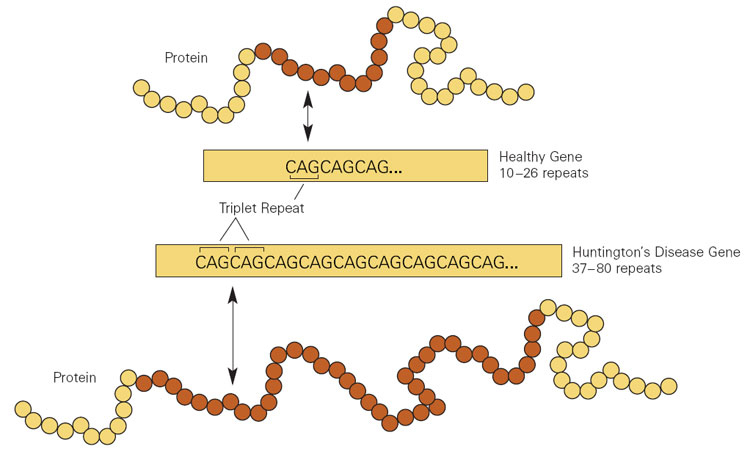 Protein
CAGCAGCAG...
Healthy Gene
10–26 repeats
Triplet Repeat
CAGCAGCAGCAGCAGCAGCAGCAGCAG...
Huntington's Disease Gene
37–80 repeats
Protein